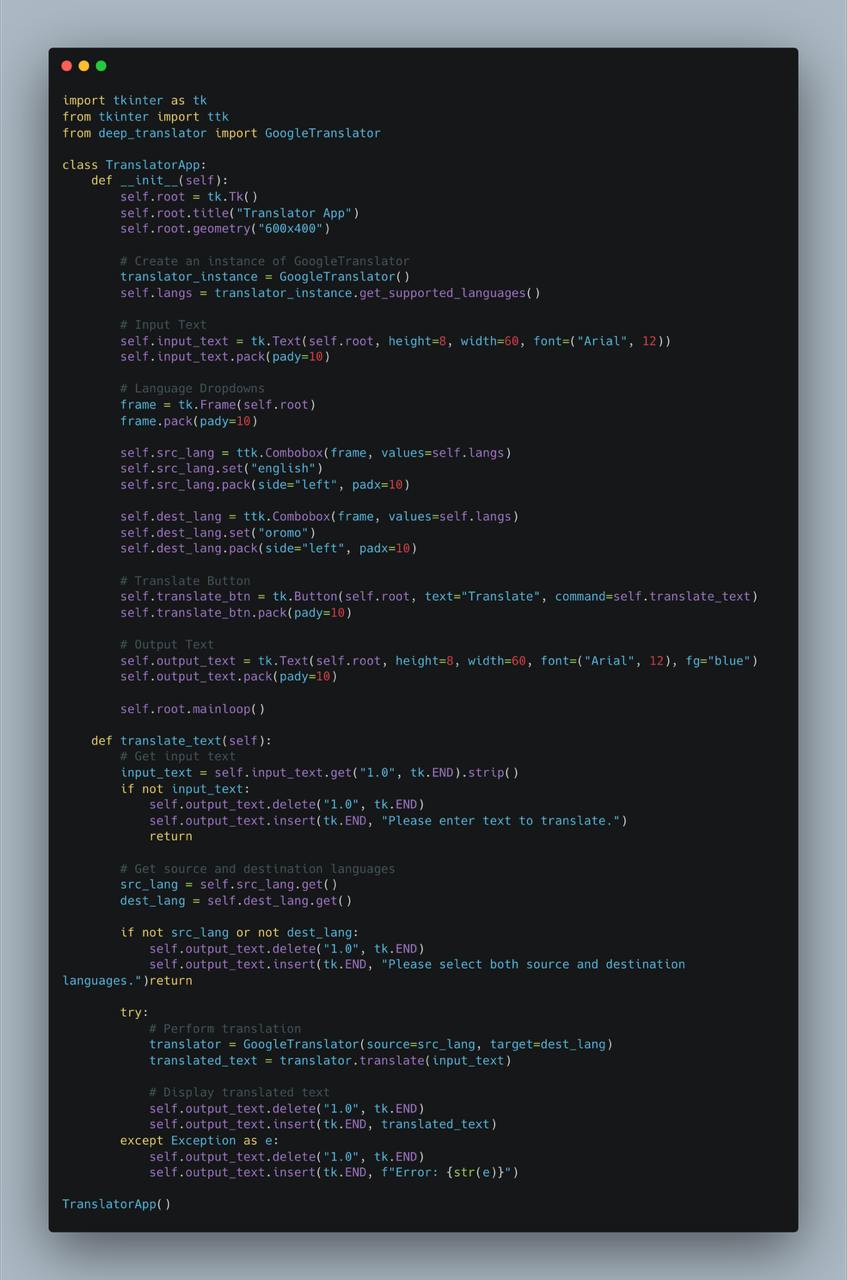 import tkinter as tk
from tkinter import ttk
from deep_translator import GoogleTranslator

class TranslatorApp:
    def __init__(self):
        self.root = tk.Tk()
        self.root.title("Translator App")
        self.root.geometry("600x400")

        # Create an instance of GoogleTranslator
        translator_instance = GoogleTranslator()
        self.langs = translator_instance.get_supported_languages()

        # Input Text
        self.input_text = tk.Text(self.root, height=8, width=60, font=("Arial", 12))
        self.input_text.pack(pady=10)

        # Language Dropdowns
        frame = tk.Frame(self.root)
        frame.pack(pady=10)

        self.src_lang = ttk.Combobox(frame, values=self.langs)
        self.src_lang.set("english")
        self.src_lang.pack(side="left", padx=10)

        self.dest_lang = ttk.Combobox(frame, values=self.langs)
        self.dest_lang.set("oromo")
        self.dest_lang.pack(side="left", padx=10)

        # Translate Button
        self.translate_btn = tk.Button(self.root, text="Translate", command=self.translate_text)
        self.translate_btn.pack(pady=10)

        # Output Text
        self.output_text = tk.Text(self.root, height=8, width=60, font=("Arial", 12), fg="blue")
        self.output_text.pack(pady=10)

        self.root.mainloop()

    def translate_text(self):
        # Get input text
        input_text = self.input_text.get("1.0", tk.END).strip()
        if not input_text:
            self.output_text.delete("1.0", tk.END)
            self.output_text.insert(tk.END, "Please enter text to translate.")
            return

        # Get source and destination languages
        src_lang = self.src_lang.get()
        dest_lang = self.dest_lang.get()

        if not src_lang or not dest_lang:
            self.output_text.delete("1.0", tk.END)
            self.output_text.insert(tk.END, "Please select both source and destination
languages.")return

        try:
            # Perform translation
            translator = GoogleTranslator(source=src_lang, target=dest_lang)
            translated_text = translator.translate(input_text)

            # Display translated text
            self.output_text.delete("1.0", tk.END)
            self.output_text.insert(tk.END, translated_text)
        except Exception as e:
            self.output_text.delete("1.0", tk.END)
            self.output_text.insert(tk.END, f"Error: {str(e)}")

TranslatorApp()